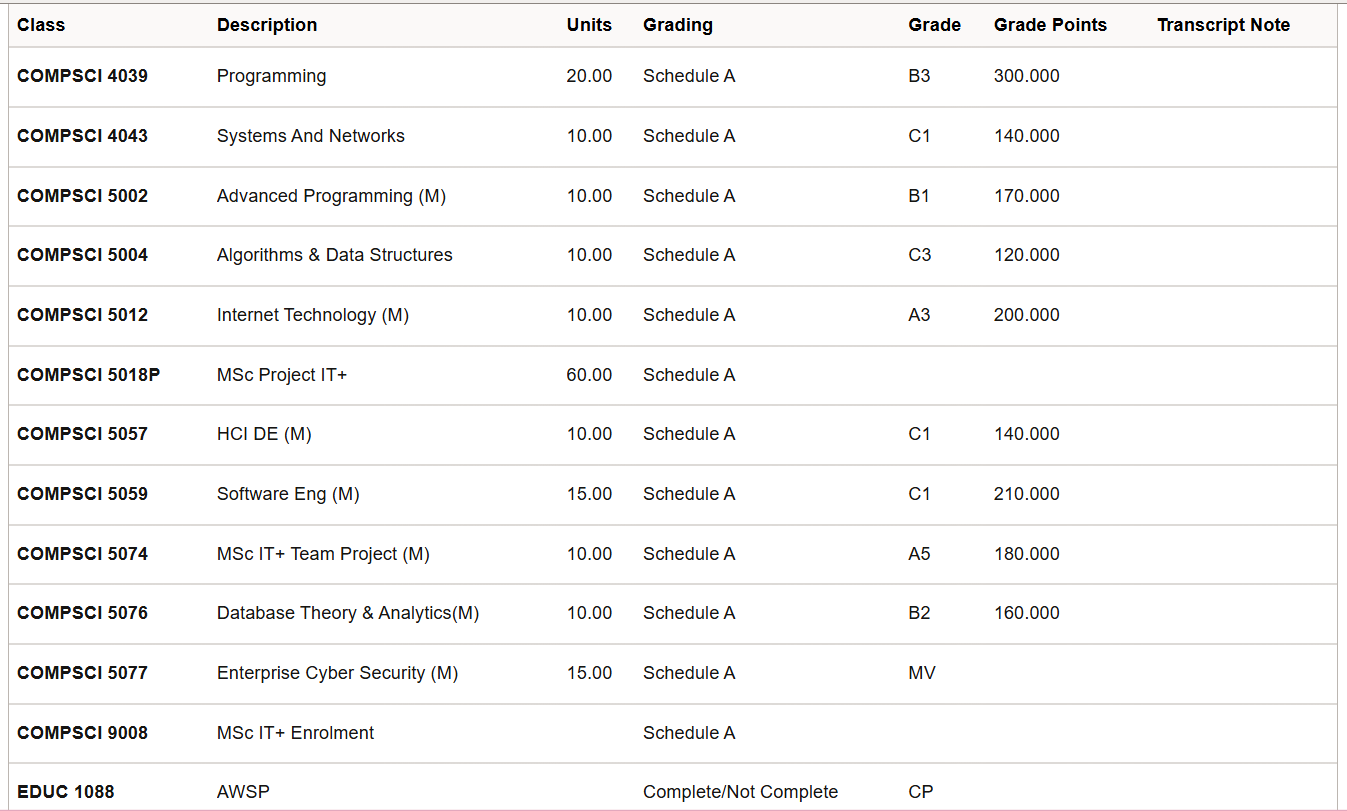 Class Description Units Grading Grade Grade Points Transcript Note
COMPSCI 4039 Programming 20.00 Schedule A B3 300.000
COMPSCI 4043 Systems And Networks 10.00 Schedule A C1 140.000
COMPSCI 5002 Advanced Programming (M) 10.00 Schedule A B1 170.000
COMPSCI 5004 Algorithms & Data Structures 10.00 Schedule A C3 120.000
COMPSCI 5012 Internet Technology (M) 10.00 Schedule A A3 200.000
COMPSCI 5018P MSc Project IT+ 60.00 Schedule A
COMPSCI 5057 HCI DE (M) 10.00 Schedule A C1 140.000
COMPSCI 5059 Software Eng (M) 15.00 Schedule A C1 210.000
COMPSCI 5074 MSc IT+ Team Project (M) 10.00 Schedule A A5 180.000
COMPSCI 5076 Database Theory & Analytics(M) 10.00 Schedule A B2 160.000
COMPSCI 5077 Enterprise Cyber Security (M) 15.00 Schedule A MV
COMPSCI 9008 MSc IT+ Enrolment Schedule A
EDUC 1088 AWSP Complete/Not Complete CP